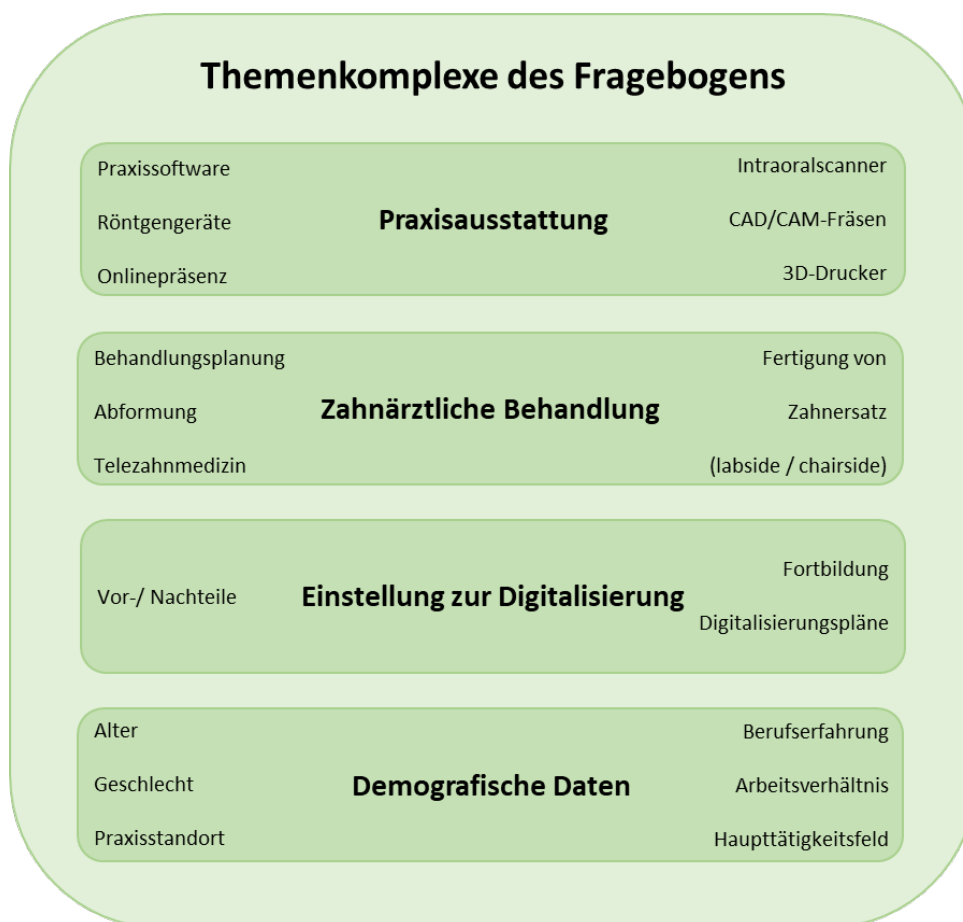 Themenkomplexe des Fragebogens
Praxissoftware
Röntgengeräte
Onlinepräsenz
Praxisausstattung
Intraoralscanner
CAD/CAM-Fräsen
3D-Drucker
Behandlungsplanung
Abformung
Telezahnmedizin
Zahnärztliche Behandlung
Fertigung von
Zahnersatz
(labside / chairside)
Vor-/ Nachteile
Einstellung zur Digitalisierung
Fortbildung
Digitalisierungspläne
Alter
Geschlecht
Praxisstandort
Demografische Daten
Berufserfahrung
Arbeitsverhältnis
Haupttätigkeitsfeld